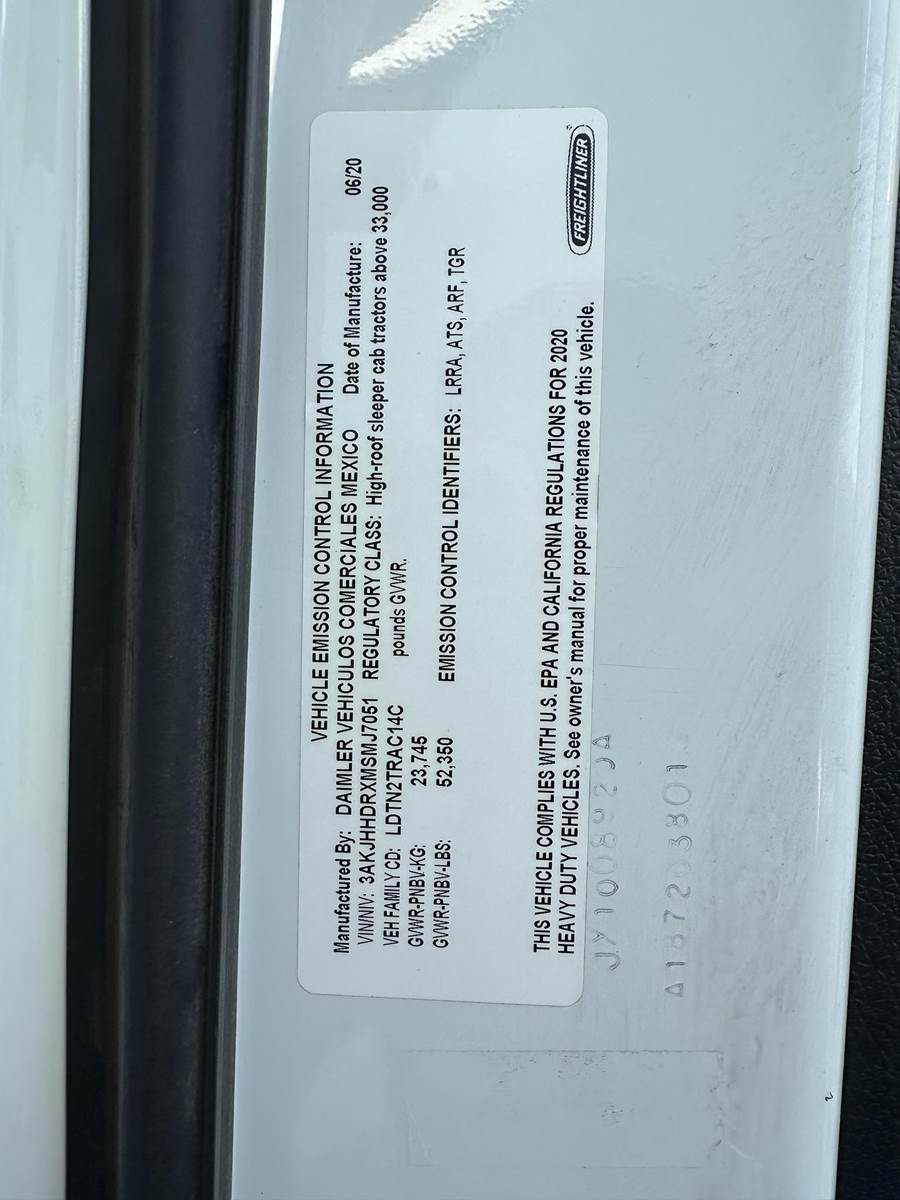 VEHICLE EMISSION CONTROL INFORMATION
Manufactured By: DAIMLER VEHICULOS COMERCIALES MEXICO Date of Manufacture: 06/20
VIN/NIV: 3AKJHHDRXMSMJ7051 REGULATORY CLASS: High-roof sleeper cab tractors above 33,000
VEH FAMILY CD: LDTN2TRAC14C pounds GVWR.
GVWR-PNBV-KG: 23,745
GVWR-PNBV-LBS: 52,350 EMISSION CONTROL IDENTIFIERS: LRRA, ATS, ARF, TGR
THIS VEHICLE COMPLIES WITH U.S. EPA AND CALIFORNIA REGULATIONS FOR 2020
HEAVY DUTY VEHICLES. See owner's manual for proper maintenance of this vehicle.
FREIGHTLINER